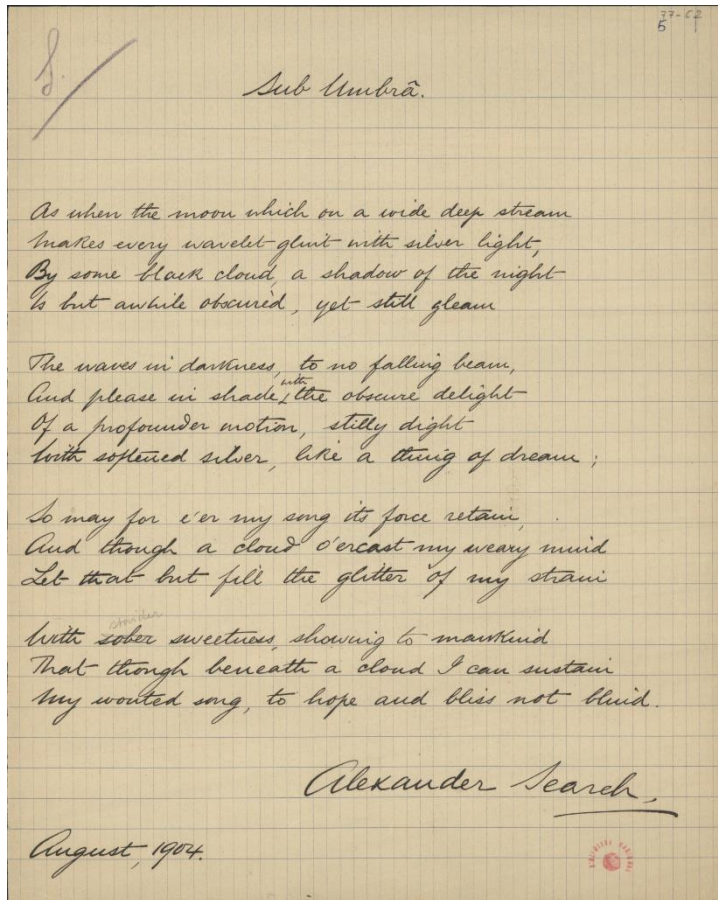 77-62
5
S.
Sub Umbrâ.
As when the moon which on a wide deep stream
Makes every wavelet glint with silver light,
By some black cloud, a shadow of the night
Is but awhile obscurèd, yet still gleam
The waves in darkness, to no falling beam,
And please in shade, with the obscure delight
Of a profounder motion, stilly dight
With softened silver, like a thing of dream;
So may for e'er my song its force retain,
And though a cloud o'ercast my weary mind
Let that but fill the glitter of my strain
With sober sweetness, showing to mankind
That though beneath a cloud I can sustain
My wonted song, to hope and bliss not blind.
Alexander Search.
August, 1904.